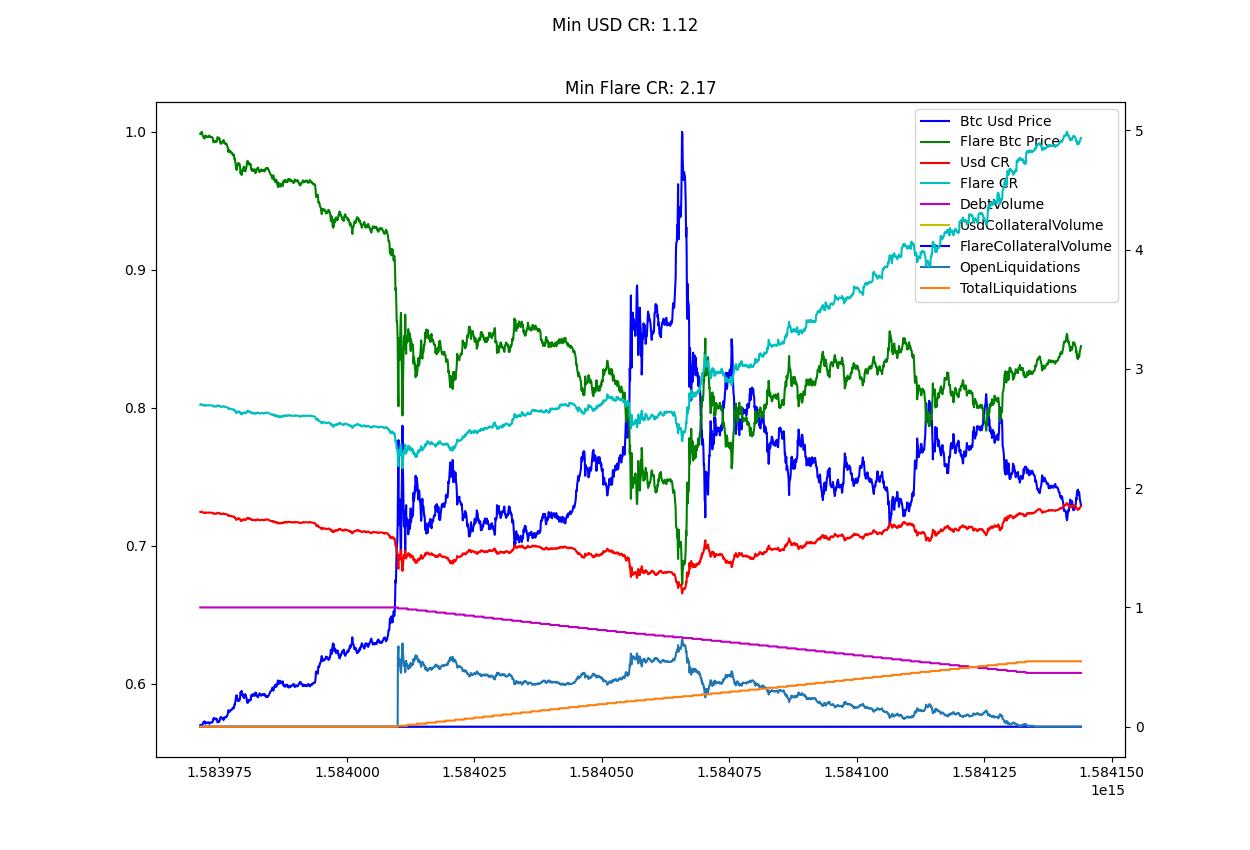 Min USD CR: 1.12
Min Flare CR: 2.17
Btc Usd Price
Flare Btc Price
Usd CR
Flare CR
DebtVolume
UsdCollateralVolume
FlareCollateralVolume
OpenLiquidations
TotalLiquidations
1.0
0.9
0.8
0.7
0.6
5
4
3
2
1
0
1.583975 1.584000 1.584025 1.584050 1.584075 1.584100 1.584125 1.584150
1e15